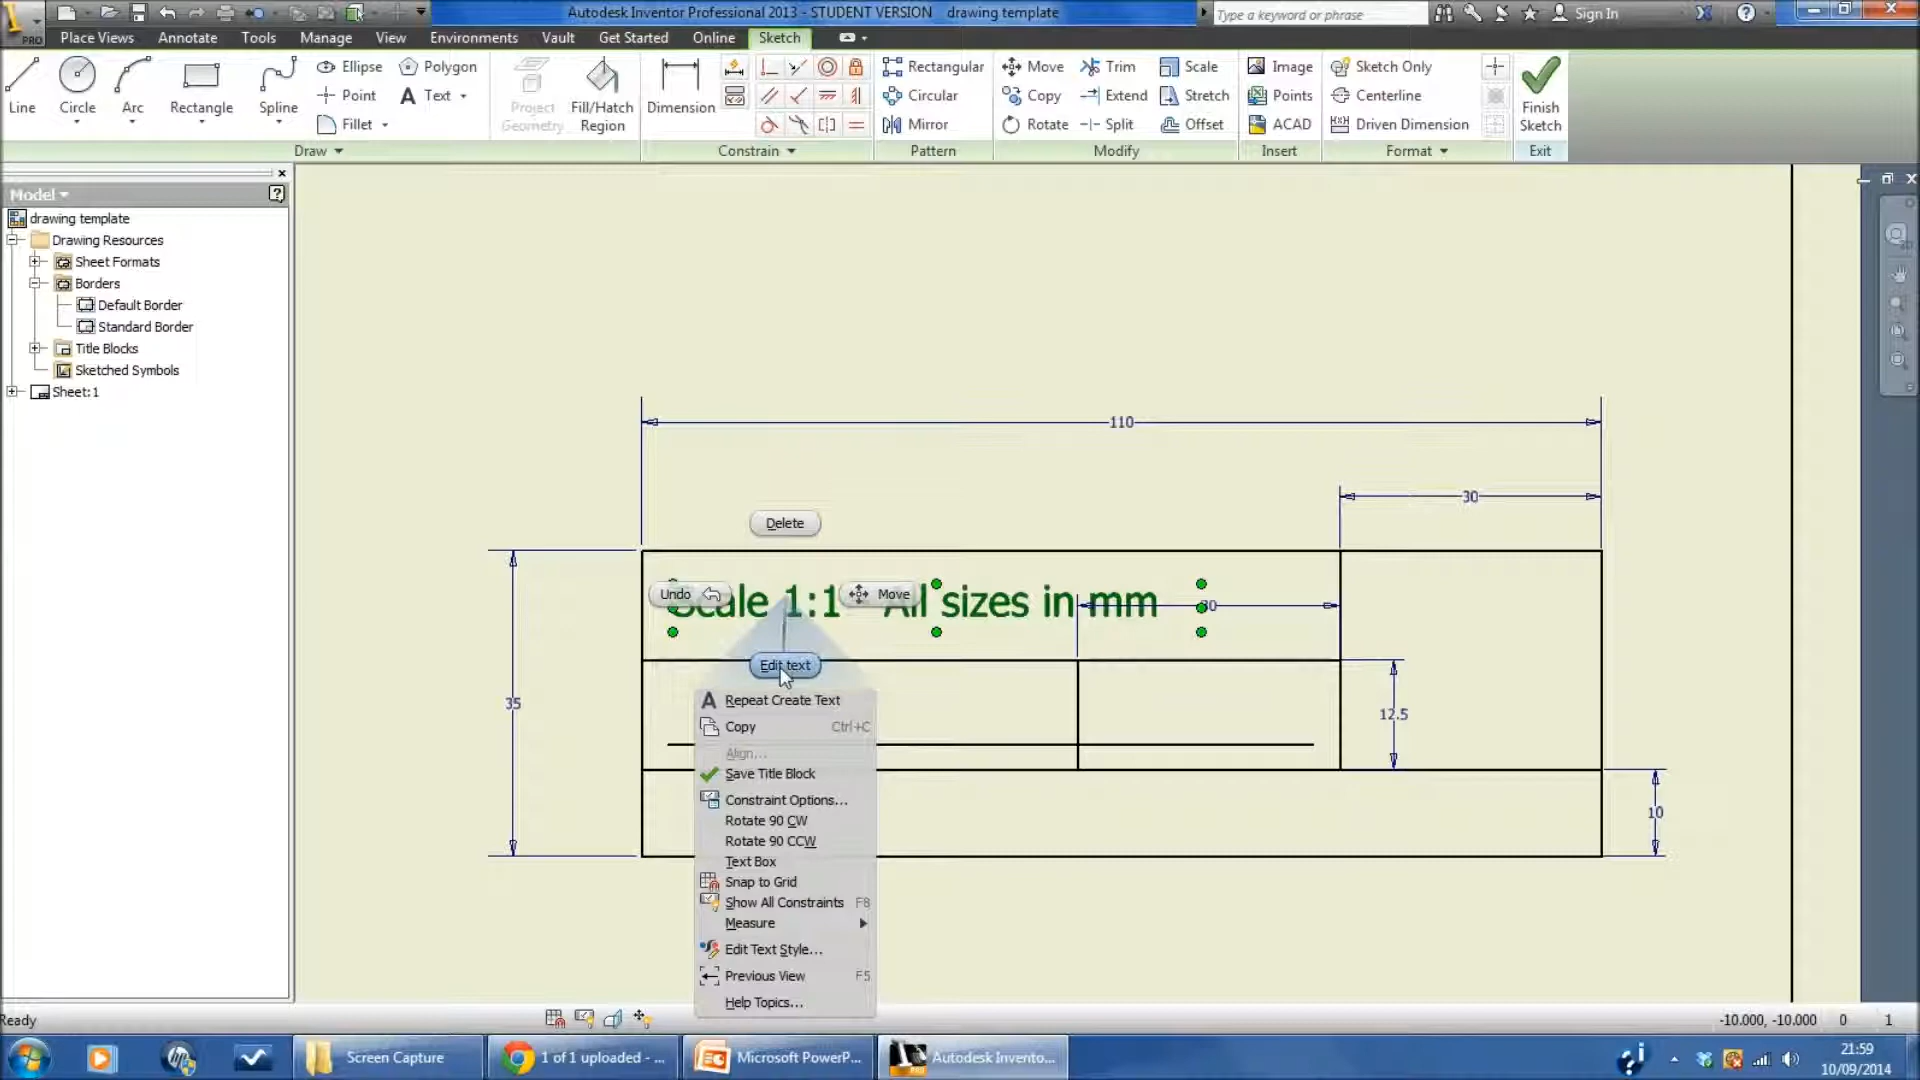 Autodesk Inventor Professional 2013 - STUDENT VERSION drawing template
Type a keyword or phrase
Sign In
PRO
Place Views Annotate Tools Manage View Environments Vault Get Started Online Sketch
Line
Circle
Arc
Rectangle
Spline
Ellipse
Point
Fillet
Polygon
Text
Project Geometry
Fill/Hatch Region
Dimension
Rectangular
Circular
Mirror
Move
Copy
Rotate
Trim
Extend
Split
Scale
Stretch
Offset
Image
Points
ACAD
Sketch Only
Centerline
Driven Dimension
Finish Sketch
Draw Constrain Pattern Modify Insert Format Exit
Model
drawing template
Drawing Resources
Sheet Formats
Borders
Default Border
Standard Border
Title Blocks
Sketched Symbols
Sheet:1
110
30
Delete
Undo
Move
Scale 1:1 All sizes in mm
30
Edit text
35
12.5
10
Repeat Create Text
Copy Ctrl+C
Align...
Save Title Block
Constraint Options...
Rotate 90 CW
Rotate 90 CCW
Text Box
Snap to Grid
Show All Constraints F8
Measure
Edit Text Style...
Previous View F5
Help Topics...
Ready
-10.000, -10.000 0 1
Screen Capture
1 of 1 uploaded - ...
Microsoft PowerP...
Autodesk Invento...
21:59
10/09/2014